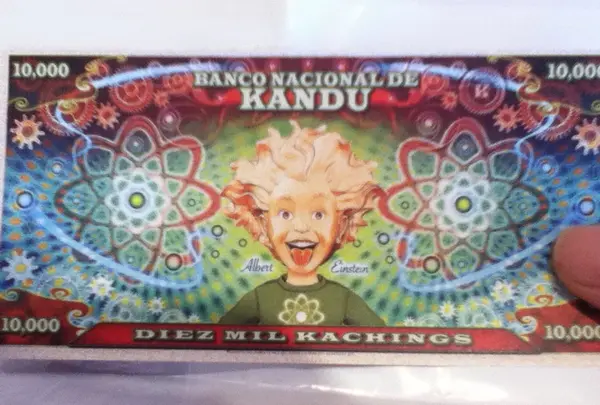 10,000
BANCO NACIONAL DE
KANDU
10,000
Albert Einstein
10,000
DIEZ MIL KACHINGS
10,000